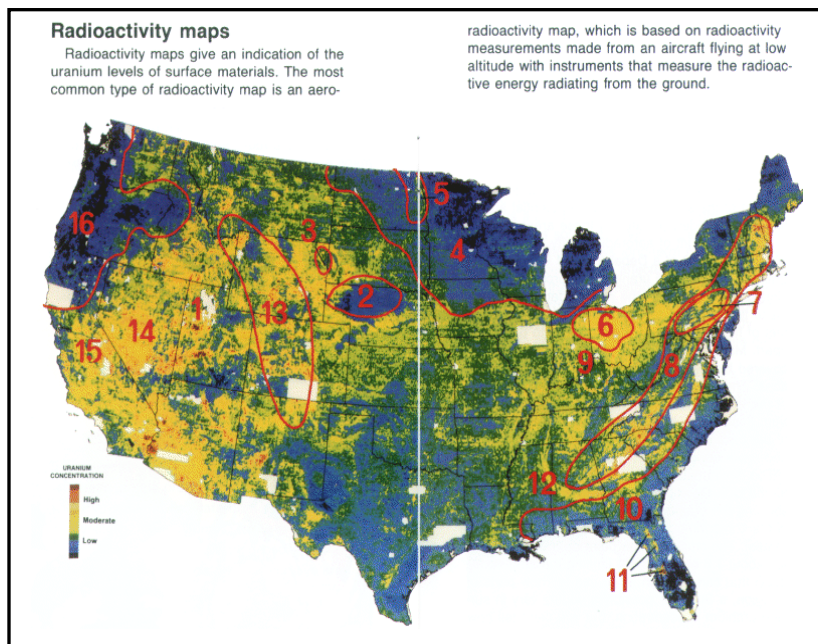 Radioactivity maps
Radioactivity maps give an indication of the
uranium levels of surface materials. The most
common type of radioactivity map is an aero-
radioactivity map, which is based on radioactivity
measurements made from an aircraft flying at low
altitude with instruments that measure the radioac-
tive energy radiating from the ground.
5
16
3
4
2
1
13
7
6
14
15
9
8
12
10
11
URANIUM
CONCENTRATION
High
Moderate
Low